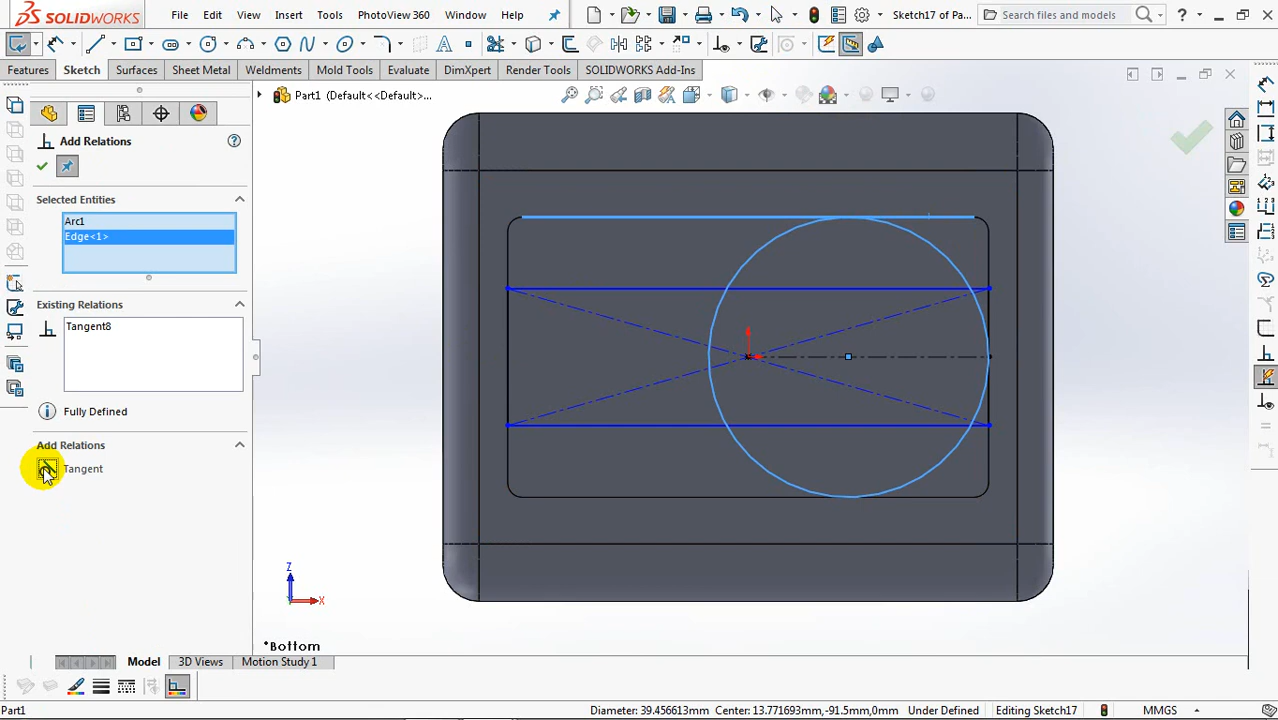 SOLIDWORKS File Edit View Insert Tools PhotoView 360 Window Help Sketch17 of Pa... Search files and models ?
Features Sketch Surfaces Sheet Metal Weldments Mold Tools Evaluate DimXpert Render Tools SOLIDWORKS Add-Ins
Part1 (Default<<Default>...
Add Relations
Selected Entities
Arc1
Edge<1>
Existing Relations
Tangent8
Fully Defined
Add Relations
Tangent
Z
X
*Bottom
Model 3D Views Motion Study 1
Part1 Diameter: 39.456613mm Center: 13.771693mm,-91.5mm,0mm Under Defined Editing Sketch17 MMGS